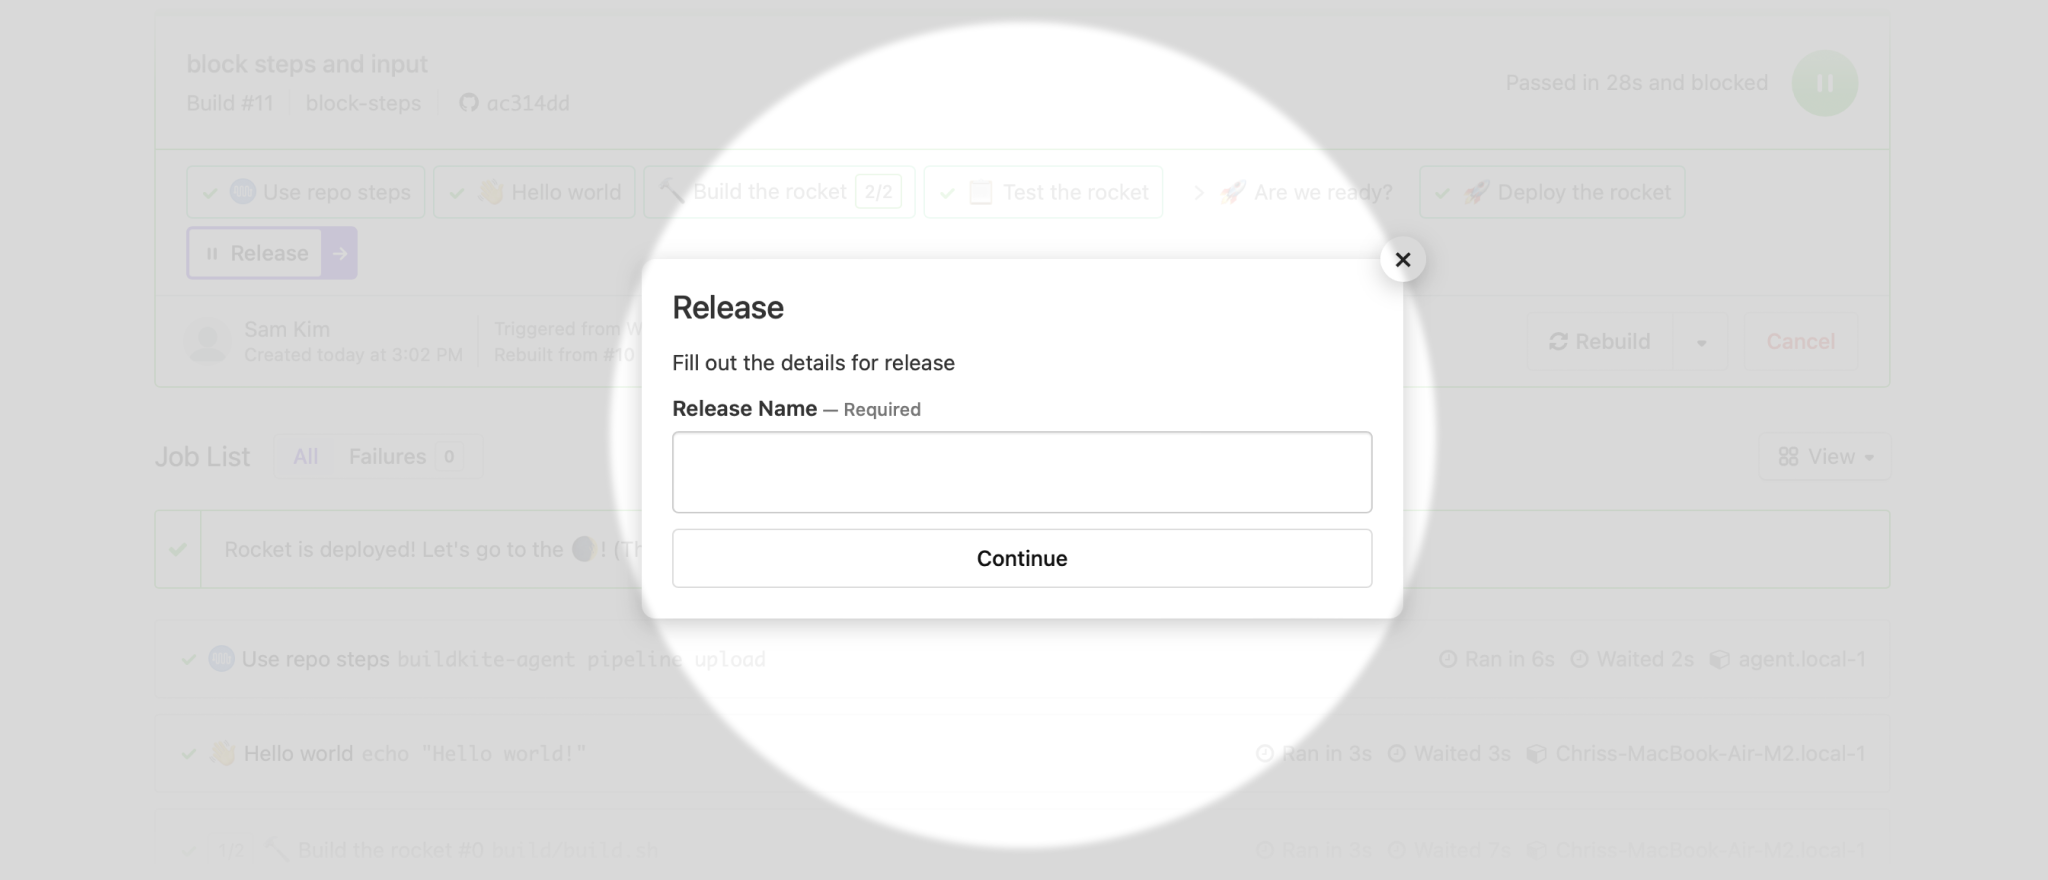 block steps and input
Build #11 block-steps ac314dd
Passed in 28s and blocked
Use repo steps Hello world Build the rocket 2/2 Test the rocket Are we ready? Deploy the rocket
Release
Release
Fill out the details for release
Release Name — Required
Continue
Sam Kim
Created today at 3:02 PM
Triggered from W
Rebuilt from #10
Rebuild
Cancel
Job List All Failures 0
View
Rocket is deployed! Let's go to the 🌒! (Th
Use repo steps buildkite-agent pipeline upload Ran in 6s Waited 2s agent.local-1
Hello world echo "Hello world!" Ran in 3s Waited 3s Chriss-MacBook-Air-M2.local-1
1/2 Build the rocket #0 build/build.sh Ran in 3s Waited 7s Chriss-MacBook-Air-M2.local-1